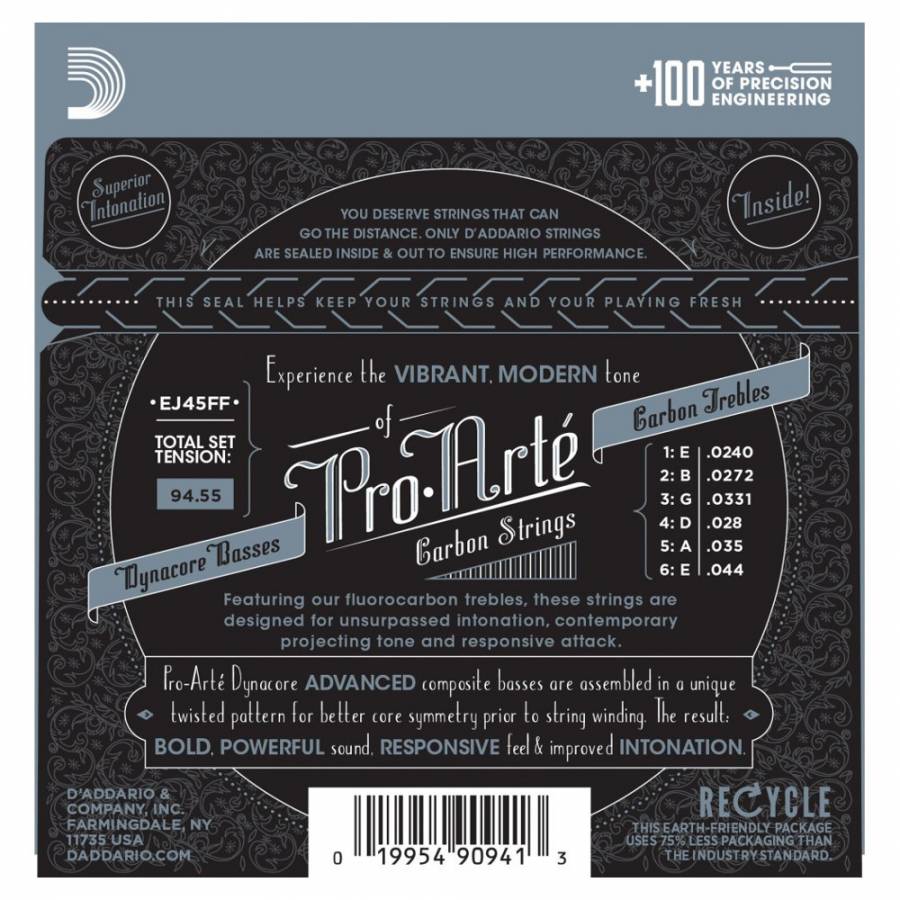 +100 YEARS
OF PRECISION
ENGINEERING
Superior
Intonation
Inside!
YOU DESERVE STRINGS THAT CAN
GO THE DISTANCE. ONLY D'ADDARIO STRINGS
ARE SEALED INSIDE & OUT TO ENSURE HIGH PERFORMANCE.
THIS SEAL HELPS KEEP YOUR STRINGS AND YOUR PLAYING FRESH
Experience the VIBRANT, MODERN tone
of
Pro•Arté
Carbon Strings
•EJ45FF•
TOTAL SET
TENSION:
94.55
Dynacore Basses
Carbon Trebles
1: E .0240
2: B .0272
3: G .0331
4: D .028
5: A .035
6: E .044
Featuring our fluorocarbon trebles, these strings are
designed for unsurpassed intonation, contemporary
projecting tone and responsive attack.
Pro-Arté Dynacore ADVANCED composite basses are assembled in a unique
twisted pattern for better core symmetry prior to string winding. The result:
BOLD, POWERFUL sound, RESPONSIVE feel & improved INTONATION.
D'ADDARIO &
COMPANY, INC.
FARMINGDALE, NY
11735 USA
DADDARIO.COM
0 19954 90941 3
RECYCLE
THIS EARTH-FRIENDLY PACKAGE
USES 75% LESS PACKAGING THAN
THE INDUSTRY STANDARD.